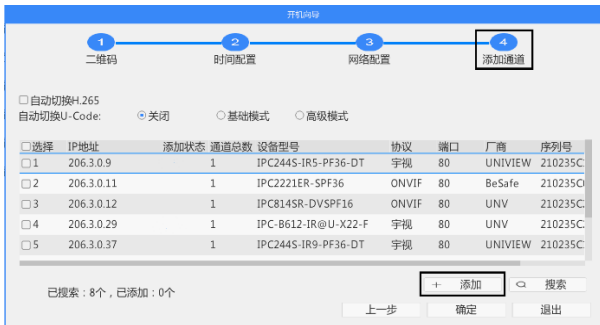 开机向导
1 2 3 4
二维码 时间配置 网络配置 添加通道
自动切换H.265
自动切换U-Code: 关闭 基础模式 高级模式
选择 IP地址 添加状态 通道总数 设备型号 协议 端口 厂商 序列号
1 206.3.0.9 1 IPC244S-IR5-PF36-DT 宇视 80 UNIVIEW 210235C
2 206.3.0.11 1 IPC2221ER-SPF36 ONVIF 80 BeSafe 210235C
3 206.3.0.12 1 IPC814SR-DVSPF16 ONVIF 80 UNV 210235C
4 206.3.0.29 1 IPC-B612-IR@U-X22-F 宇视 80 UNV 210235C
5 206.3.0.37 1 IPC244S-IR9-PF36-DT 宇视 80 UNIVIEW 210235C
添加 搜索
已搜索：8个，已添加：0个
上一步 确定 退出